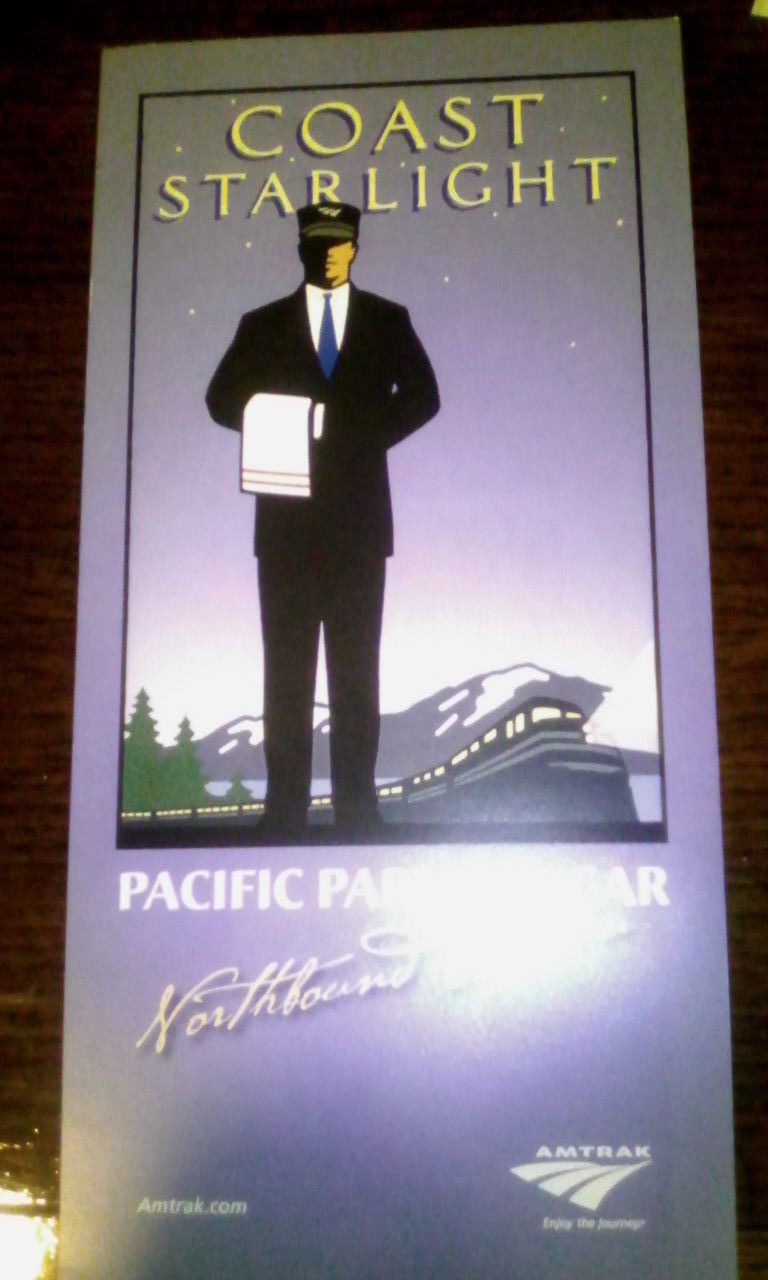 COAST
STARLIGHT
PACIFIC
Northbound
Amtrak.com
AMTRAK
Enjoy the journey®